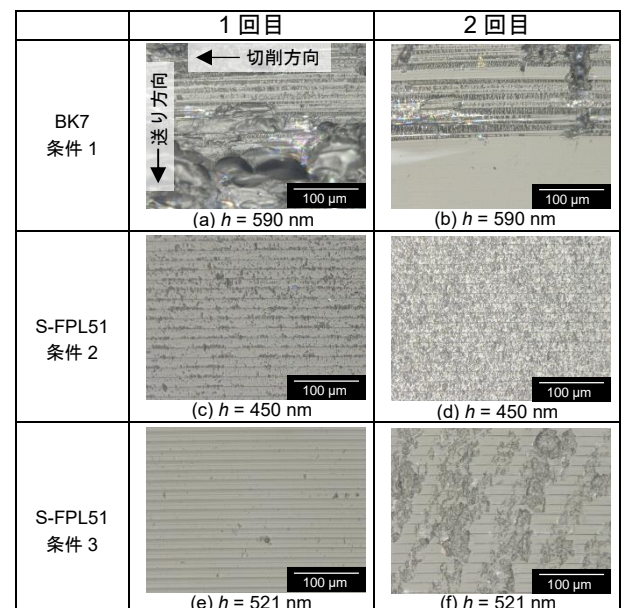 1 回目
2 回目
BK7
条件 1
切削方向
送り方向
100 µm
(a) h = 590 nm
100 µm
(b) h = 590 nm
S-FPL51
条件 2
100 µm
(c) h = 450 nm
100 µm
(d) h = 450 nm
S-FPL51
条件 3
100 µm
(e) h = 521 nm
100 µm
(f) h = 521 nm